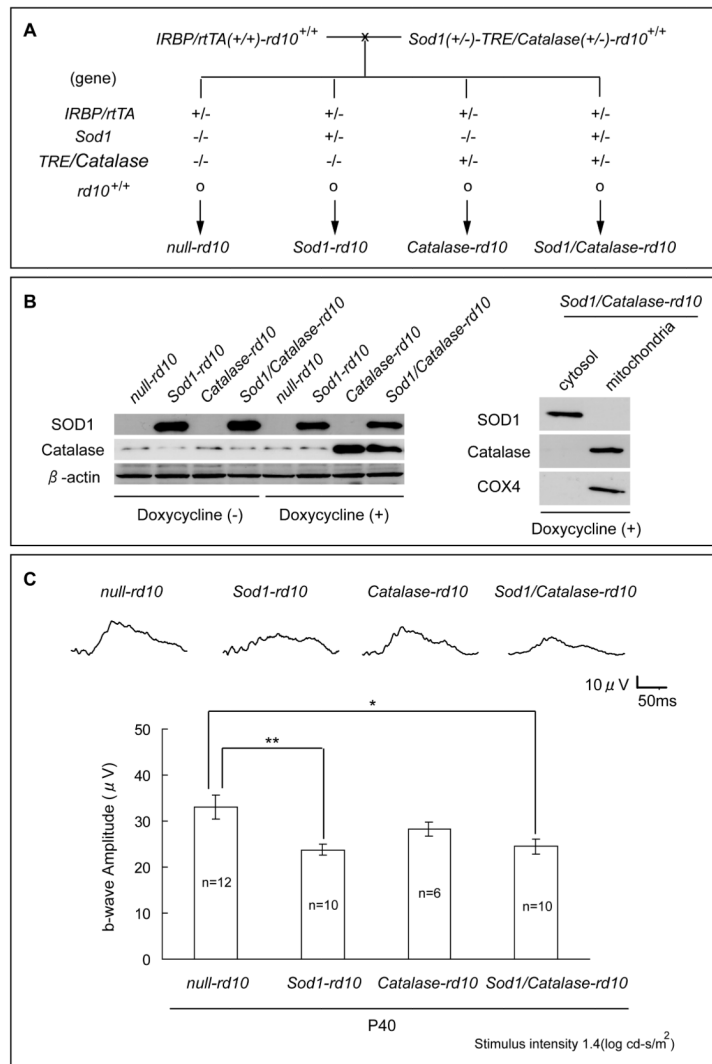 A
IRBP/rtTA(+/+)-rd10+/+ x Sod1(+/-)-TRE/Catalase(+/-)-rd10+/+
(gene)
IRBP/rtTA +/- +/- +/- +/-
Sod1 -/- +/- -/- +/-
TRE/Catalase -/- -/- +/- +/-
rd10+/+ o o o o
null-rd10 Sod1-rd10 Catalase-rd10 Sod1/Catalase-rd10
B
null-rd10 Sod1-rd10 Catalase-rd10 Sod1/Catalase-rd10 null-rd10 Sod1-rd10 Catalase-rd10 Sod1/Catalase-rd10
SOD1
Catalase
β-actin
Doxycycline (-) Doxycycline (+)
Sod1/Catalase-rd10
cytosol mitochondria
SOD1
Catalase
COX4
Doxycycline (+)
C
null-rd10 Sod1-rd10 Catalase-rd10 Sod1/Catalase-rd10
10 μV
50ms
b-wave Amplitude (μV)
50
40
30
20
10
0
*
**
n=12 n=10 n=6 n=10
null-rd10 Sod1-rd10 Catalase-rd10 Sod1/Catalase-rd10
P40
Stimulus intensity 1.4(log cd-s/m2)